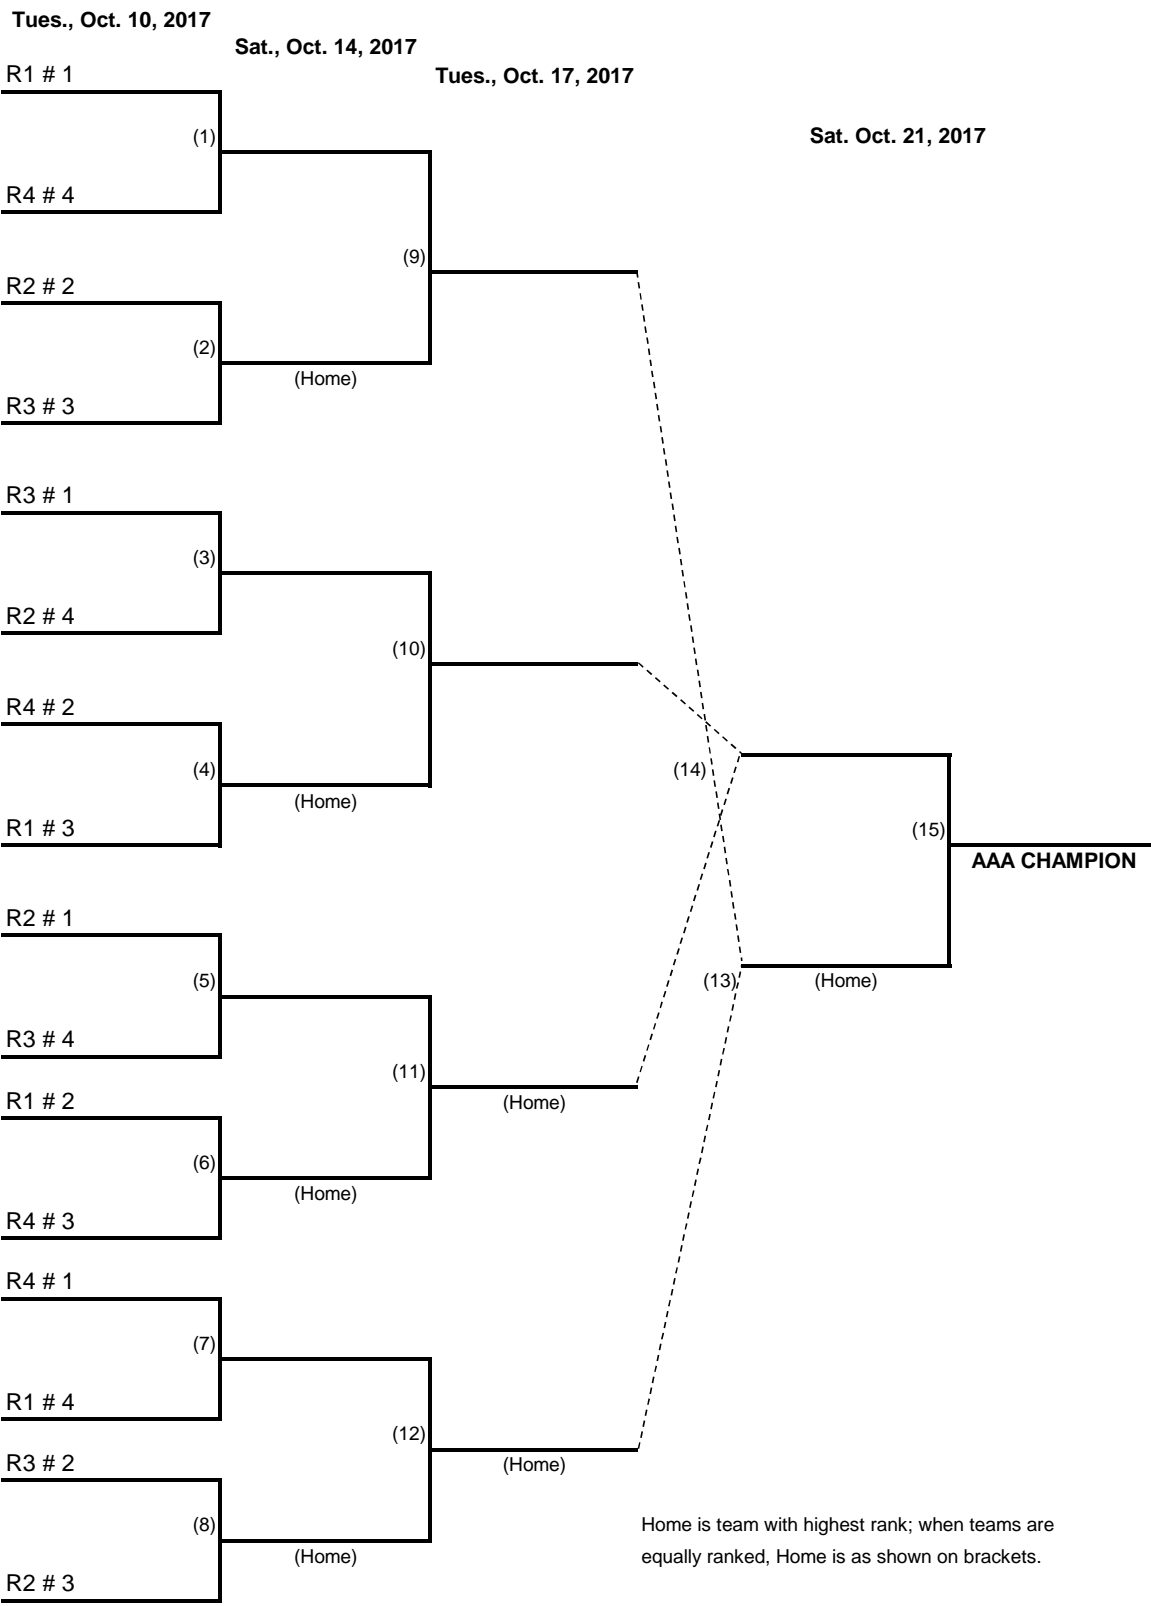 Tues., Oct. 10, 2017
Sat., Oct. 14, 2017
Tues., Oct. 17, 2017
Sat. Oct. 21, 2017
R1 # 1
(1)
R4 # 4
(9)
R2 # 2
(2)
(Home)
R3 # 3
R3 # 1
(3)
R2 # 4
(10)
R4 # 2
(4)
(14)
(Home)
R1 # 3
(15)
AAA CHAMPION
R2 # 1
(5)
(13)
(Home)
R3 # 4
(11)
R1 # 2
(Home)
(6)
(Home)
R4 # 3
R4 # 1
(7)
R1 # 4
(12)
R3 # 2
(Home)
(8)
(Home)
R2 # 3
Home is team with highest rank; when teams are
equally ranked, Home is as shown on brackets.